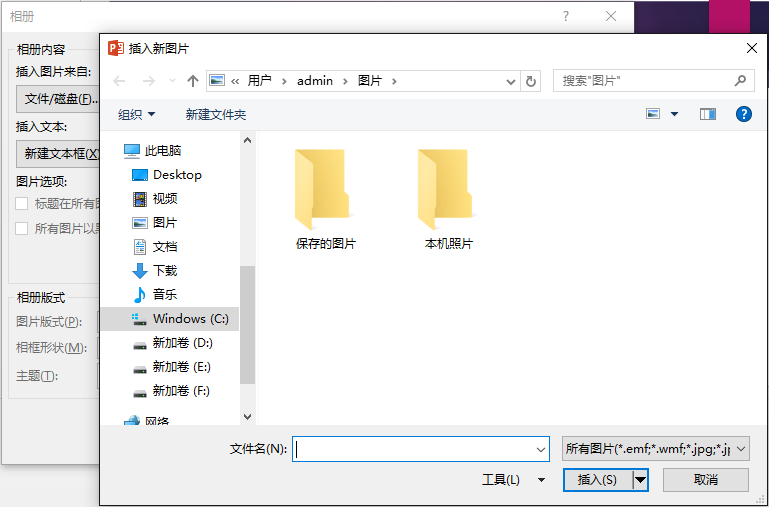 相册
?
插入新图片
相册内容
插入图片来自:
文件/磁盘(F)...
插入文本:
新建文本框(X)
图片选项:
标题在所有图
所有图片以黑
相册版式
图片版式(P):
相框形状(M):
主题(T):
« 用户 › admin › 图片 ›
搜索"图片"
组织
新建文件夹
?
此电脑
Desktop
视频
图片
文档
下载
音乐
Windows (C:)
新加卷 (D:)
新加卷 (E:)
新加卷 (F:)
网络
保存的图片
本机照片
文件名(N):
所有图片(*.emf;*.wmf;*.jpg;*.jp
工具(L)
插入(S)
取消